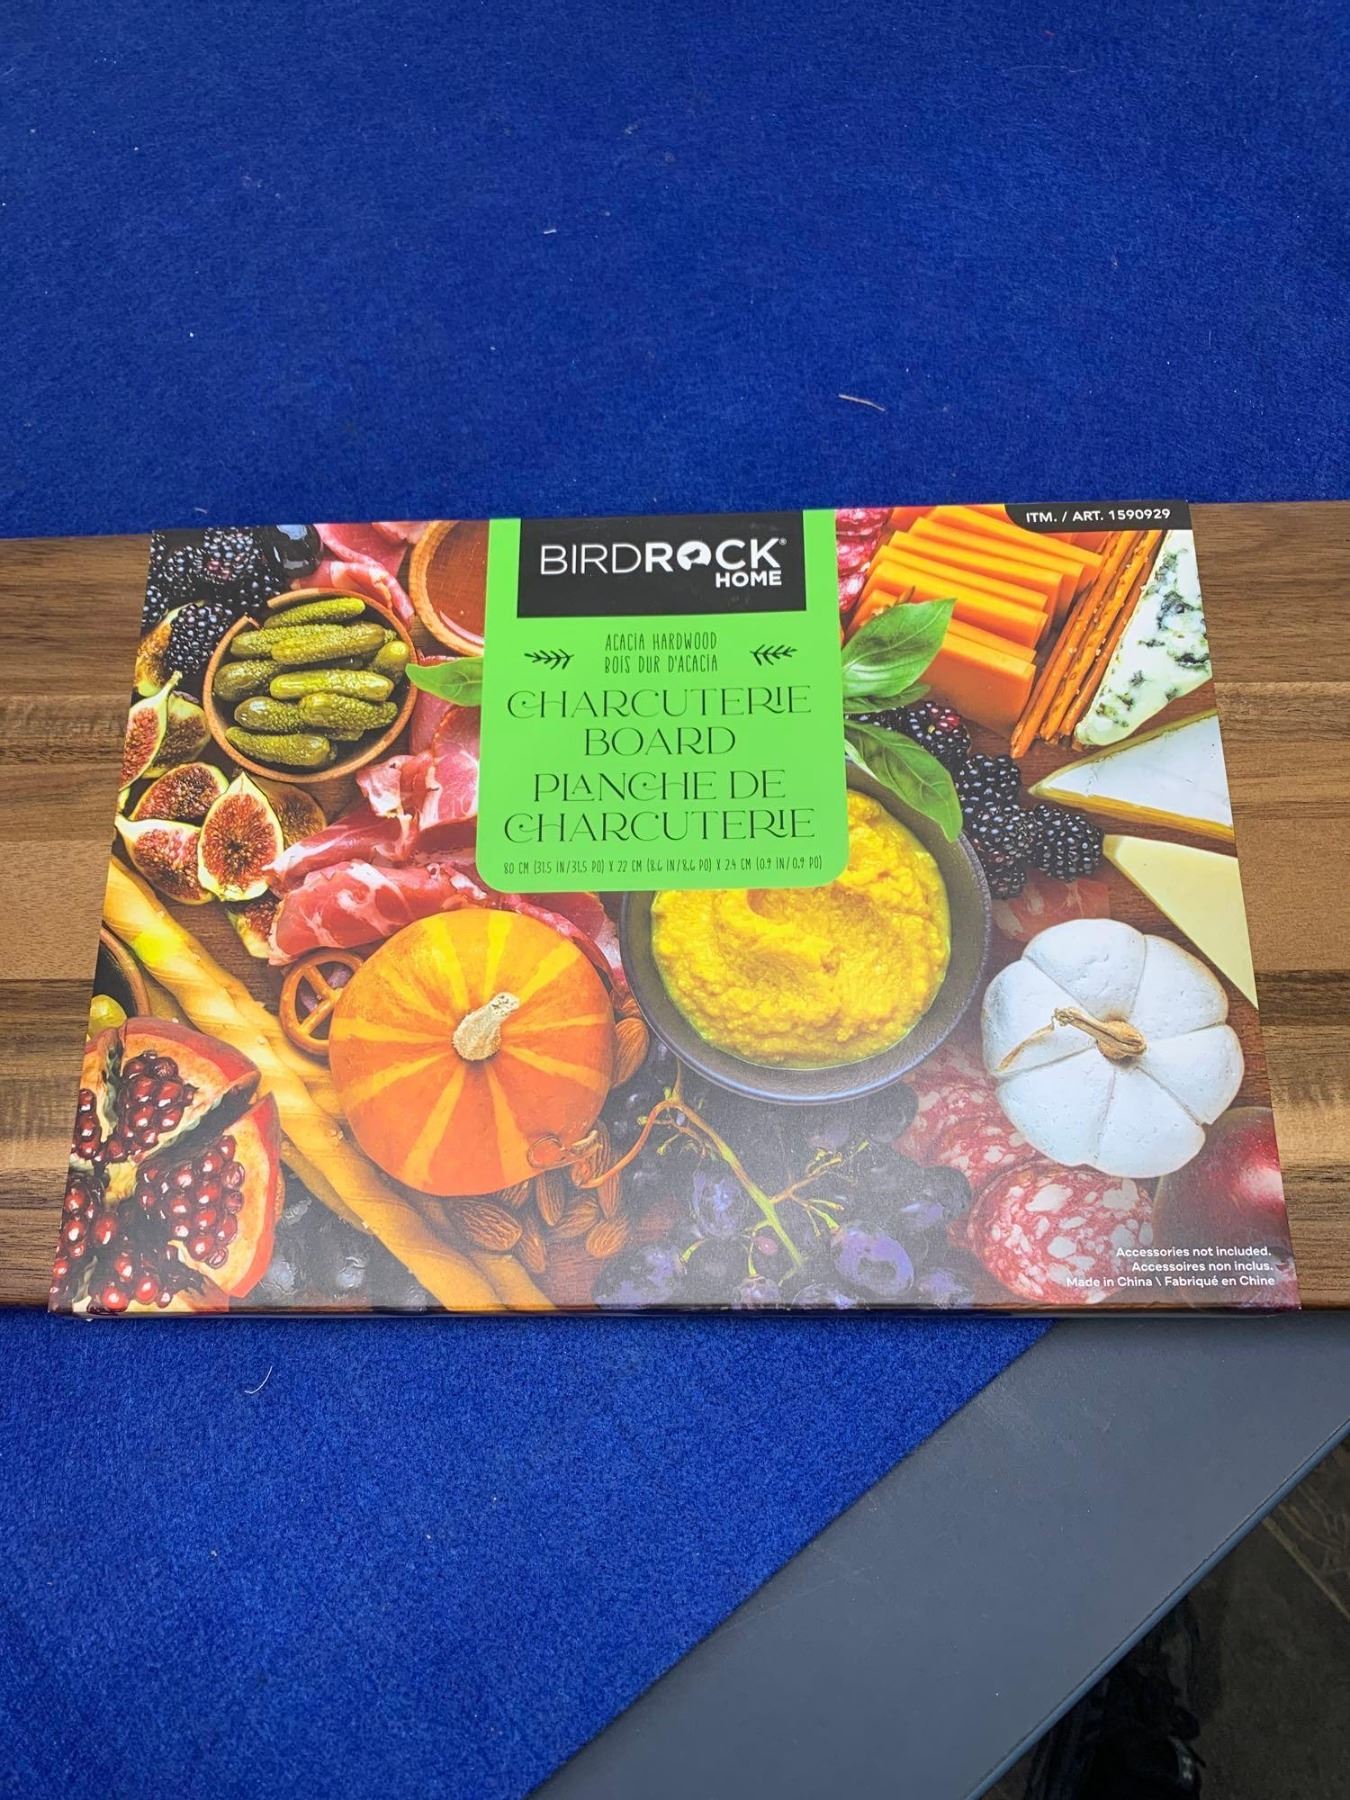 ITM. / ART. 1590929
BIRDROCK®
HOME
ACACIA HARDWOOD
BOIS DUR D'ACACIA
CHARCUTERIE
BOARD
PLANCHE DE
CHARCUTERIE
80 CM (31.5 IN/31.5 PO) X 22 CM (8.6 IN/8.6 PO) X 2.4 CM (0.9 IN/0.9 PO)
Accessories not included.
Accessoires non inclus.
Made in China \ Fabriqué en Chine